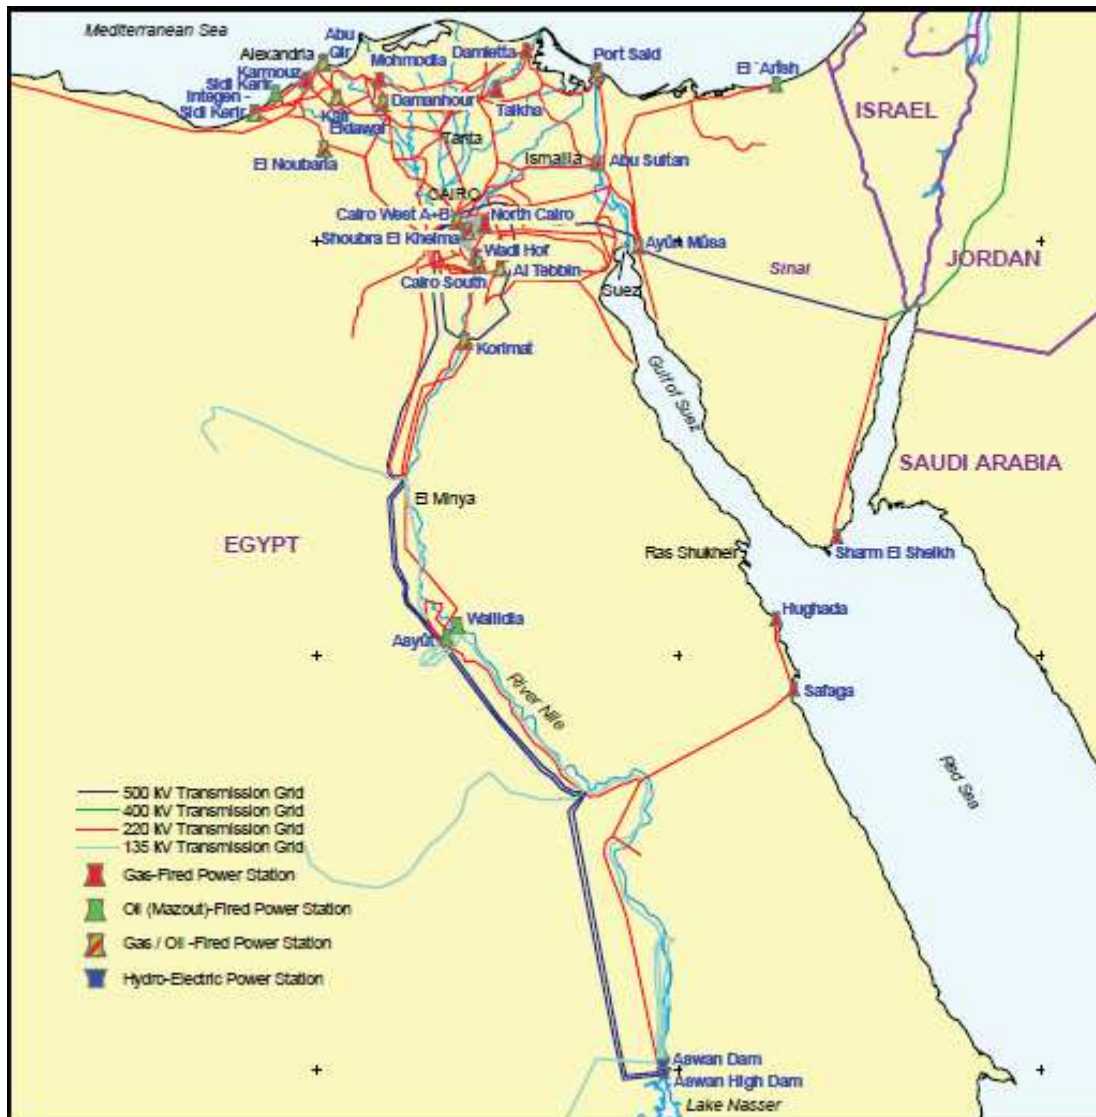 Mediterranean Sea
Abu
Qir
Alexandria
Karmouz
Sidi Krir
Integen -
Sidi Kerir
Mohmodia
Damietta
Port Said
El `Arish
Damanhour
Talkha
Kafr
Eldawar
Tanta
El Noubaria
Ismailia
Abu Sultan
ISRAEL
CAIRO
Cairo West A+B
North Cairo
Shoubra El Kheima
Wadi Hof
Ayûn Mûsa
Cairo South
Al Tebbin
Suez
Sinai
JORDAN
Korimat
Gulf of Suez
SAUDI ARABIA
El Minya
EGYPT
Ras Shukheir
Sharm El Sheikh
Hughada
Wallidia
Asyût
River Nile
Safaga
Red Sea
500 kV Transmission Grid
400 kV Transmission Grid
220 kV Transmission Grid
135 kV Transmission Grid
Gas-Fired Power Station
Oil (Mazout)-Fired Power Station
Gas / Oil -Fired Power Station
Hydro-Electric Power Station
Aswan Dam
Aswan High Dam
Lake Nasser